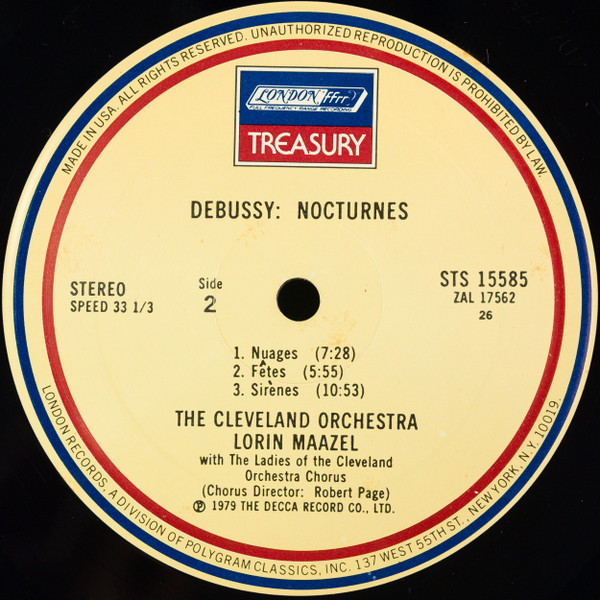 MADE IN USA. ALL RIGHTS RESERVED. UNAUTHORIZED REPRODUCTION IS PROHIBITED BY LAW.
LONDON ffrr
FULL FREQUENCY RANGE RECORDING
TREASURY
DEBUSSY: NOCTURNES
STEREO
SPEED 33 1/3
Side
2
STS 15585
ZAL 17562
26
1. Nuages (7:28)
2. Fêtes (5:55)
3. Sirènes (10:53)
THE CLEVELAND ORCHESTRA
LORIN MAAZEL
with The Ladies of the Cleveland
Orchestra Chorus
(Chorus Director: Robert Page)
℗ 1979 THE DECCA RECORD CO., LTD.
LONDON RECORDS, A DIVISION OF POLYGRAM CLASSICS, INC. 137 WEST 55TH ST., NEW YORK, N.Y. 10019.